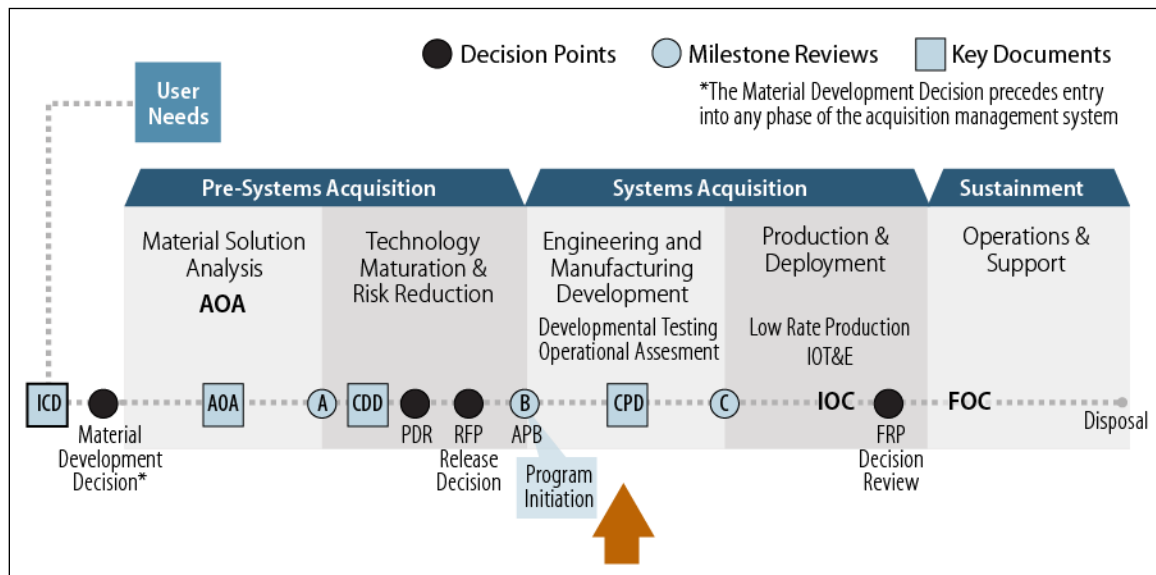 Decision Points
Milestone Reviews
Key Documents
*The Material Development Decision precedes entry
into any phase of the acquisition management system
User
Needs
Pre-Systems Acquisition
Systems Acquisition
Sustainment
Material Solution
Analysis
AOA
Technology
Maturation &
Risk Reduction
Engineering and
Manufacturing
Development
Developmental Testing
Operational Assesment
Production &
Deployment
Low Rate Production
IOT&E
Operations &
Support
ICD
AOA
A
CDD
B
CPD
C
IOC
FOC
Material
Development
Decision*
PDR
RFP
Release
Decision
APB
Program
Initiation
FRP
Decision
Review
Disposal